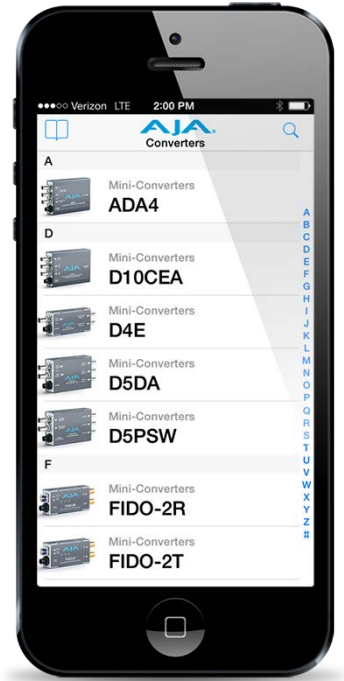 ●●●○○ Verizon LTE 2:00 PM
AJA.
Converters
A
Mini-Converters
ADA4
D
Mini-Converters
D10CEA
Mini-Converters
D4E
Mini-Converters
D5DA
Mini-Converters
D5PSW
F
Mini-Converters
FIDO-2R
Mini-Converters
FIDO-2T
A
B
C
D
E
F
G
H
I
J
K
L
M
N
O
P
Q
R
S
T
U
V
W
X
Y
Z
#